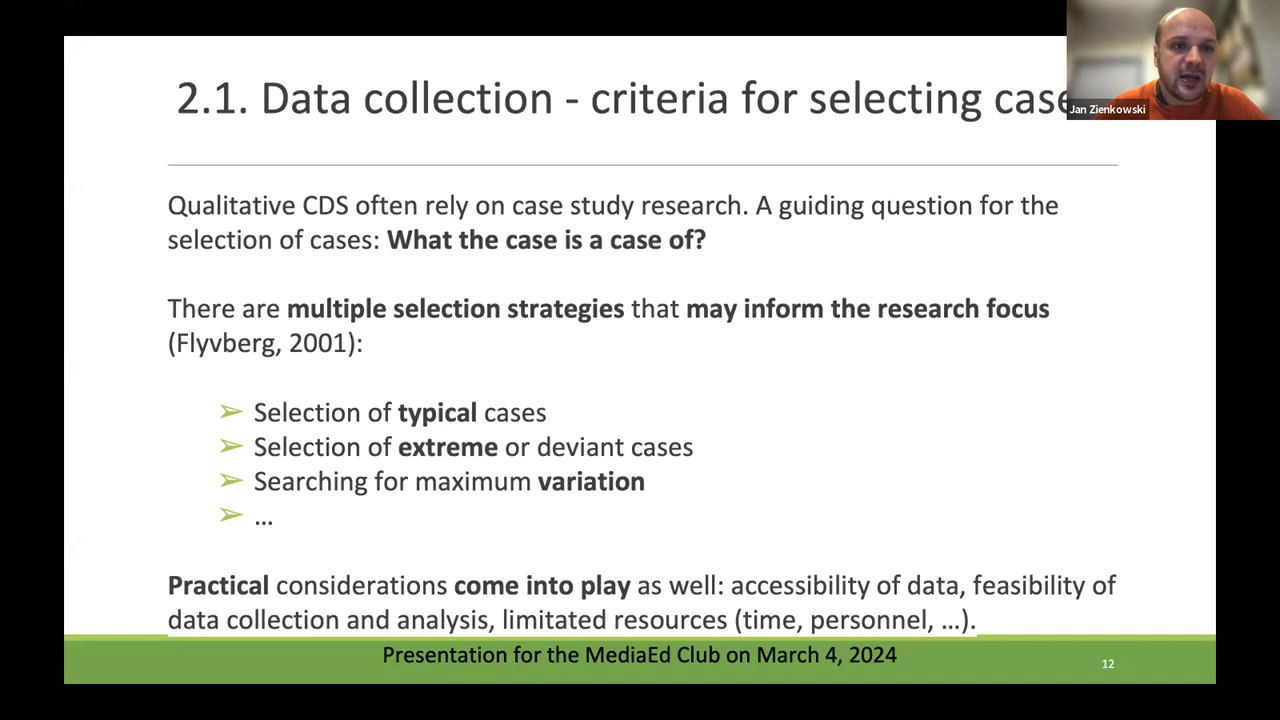 2.1. Data collection - criteria for selecting case
Jan Zienkowski
Qualitative CDS often rely on case study research. A guiding question for the
selection of cases: What the case is a case of?
There are multiple selection strategies that may inform the research focus
(Flyvberg, 2001):
➢ Selection of typical cases
➢ Selection of extreme or deviant cases
➢ Searching for maximum variation
➢ ...
Practical considerations come into play as well: accessibility of data, feasibility of
data collection and analysis, limitated resources (time, personnel, ...).
Presentation for the MediaEd Club on March 4, 2024
12